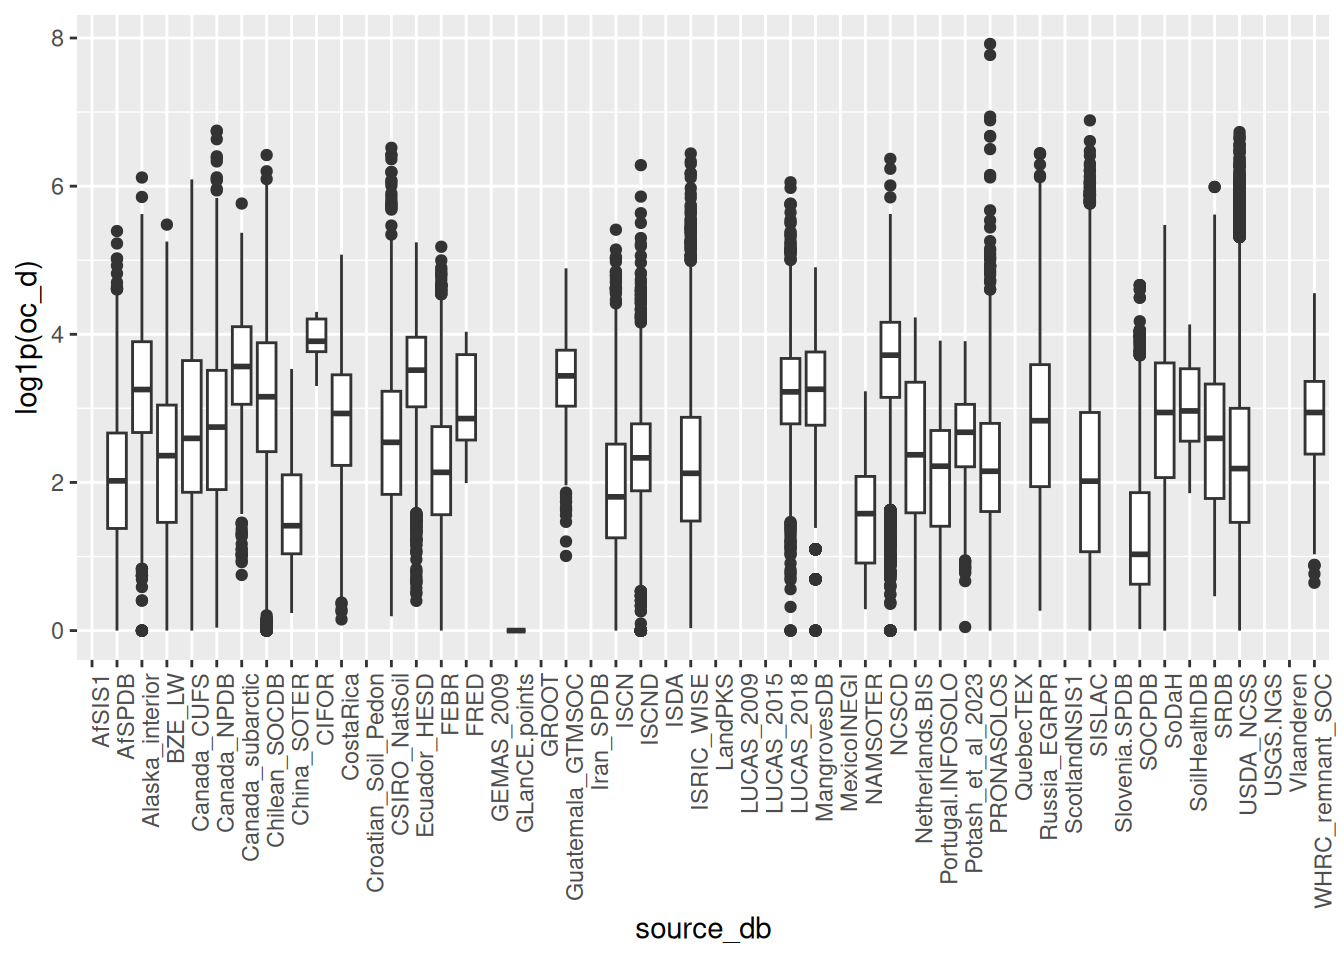 log1p(oc_d)
8
6
4
2
0
AfSIS1
AfSPDB
Alaska_interior
BZE_LW
Canada_CUFS
Canada_NPDB
Canada_subarctic
Chilean_SOCDB
China_SOTER
CIFOR
CostaRica
Croatian_Soil_Pedon
CSIRO_NatSoil
Ecuador_HESD
FEBR
FRED
GEMAS_2009
GLanCE.points
GROOT
Guatemala_GTMSOC
Iran_SPDB
ISCN
ISCND
ISDA
ISRIC_WISE
LandPKS
LUCAS_2009
LUCAS_2015
LUCAS_2018
MangrovesDB
MexicoINEGI
NAMSOTER
NCSCD
Netherlands.BIS
Portugal.INFOSOLO
Potash_et_al_2023
PRONASOLOS
QuebecTEX
Russia_EGRPR
ScotlandNSIS1
SISLAC
Slovenia.SPDB
SOCPDB
SoDaH
SoilHealthDB
SRDB
USDA_NCSS
USGS.NGS
Vlaanderen
WHRC_remnant_SOC
source_db